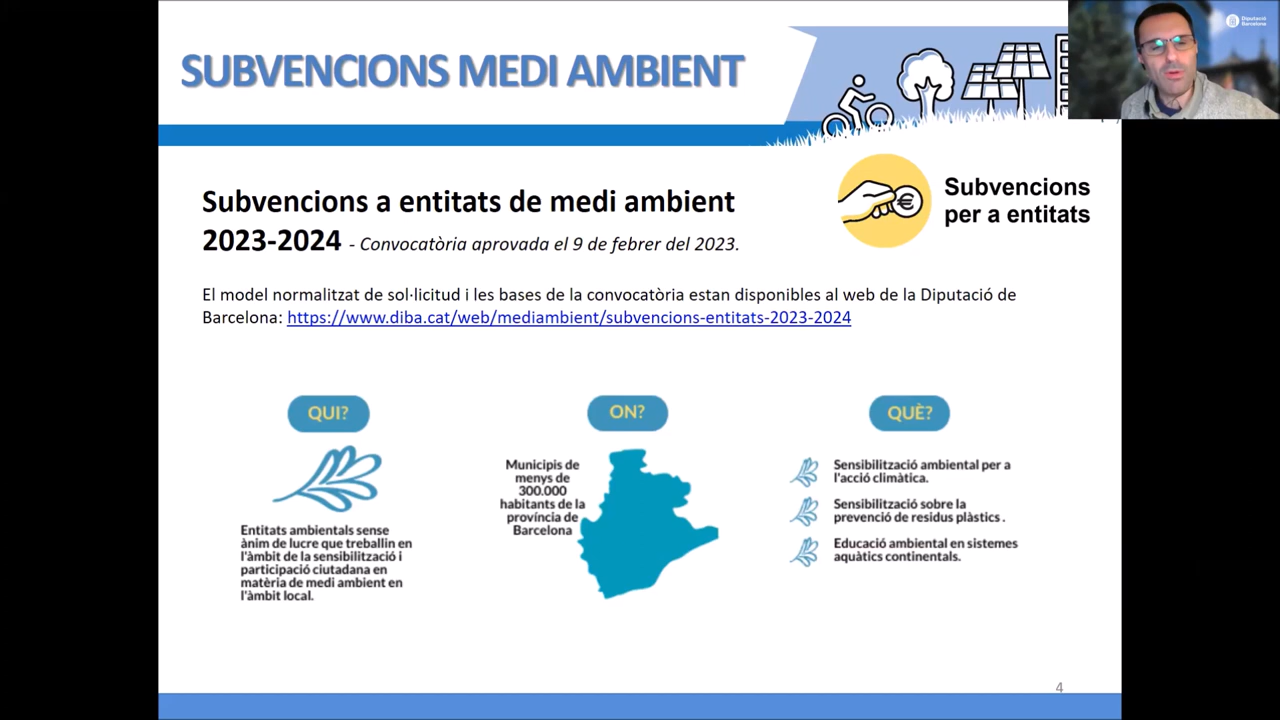 Diputació
Barcelona
SUBVENCIONS MEDI AMBIENT
Subvencions
per a entitats
Subvencions a entitats de medi ambient
2023-2024 - Convocatòria aprovada el 9 de febrer del 2023.
El model normalitzat de sol·licitud i les bases de la convocatòria estan disponibles al web de la Diputació de
Barcelona: https://www.diba.cat/web/mediambient/subvencions-entitats-2023-2024
QUI?
Entitats ambientals sense
ànim de lucre que treballin en
l'àmbit de la sensibilització i
participació ciutadana en
matèria de medi ambient en
l'àmbit local.
ON?
Municipis de
menys de
300.000
habitants de la
província de
Barcelona
QUÈ?
Sensibilització ambiental per a
l'acció climàtica.
Sensibilització sobre la
prevenció de residus plàstics .
Educació ambiental en sistemes
aquàtics continentals.
4